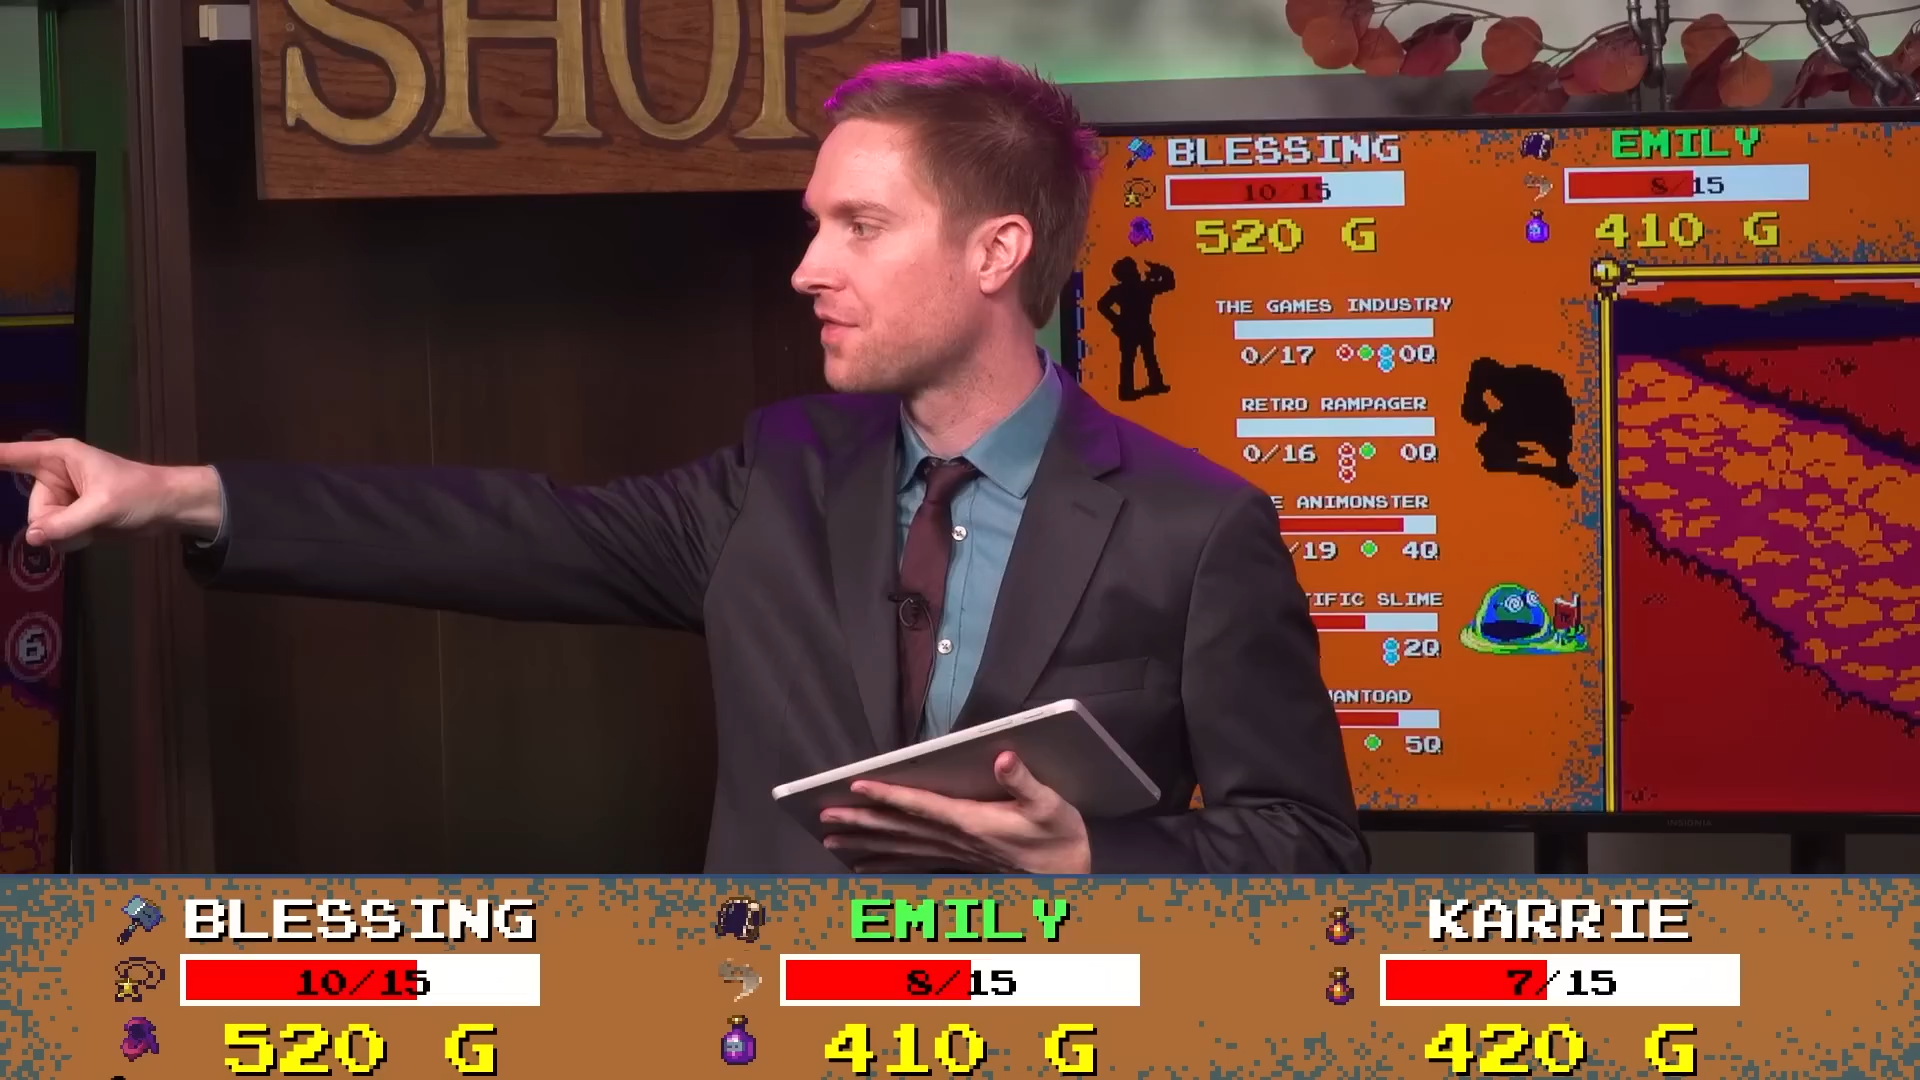 SHOP
BLESSING
10/15
520 G
EMILY
8/15
410 G
THE GAMES INDUSTRY
0/17 0Q
RETRO RAMPAGER
0/16 0Q
ANIMONSTER
/19 4Q
SLIME
2Q
5Q
6
INSIGNIA
BLESSING
10/15
520 G
EMILY
8/15
410 G
KARRIE
7/15
420 G